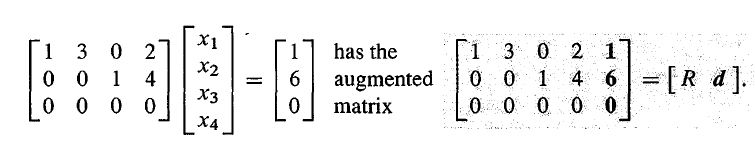 [1 3 0 2; 0 0 1 4; 0 0 0 0] [x1; x2; x3; x4] = [1; 6; 0] has the augmented matrix [1 3 0 2 1; 0 0 1 4 6; 0 0 0 0 0] = [R d].